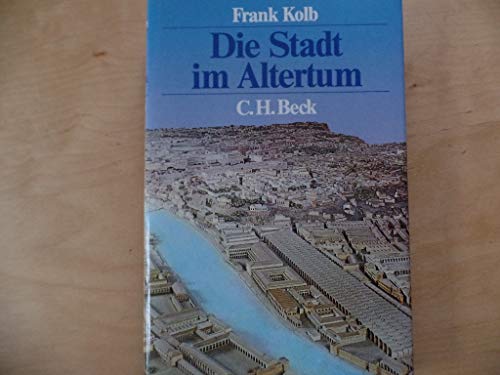 Frank Kolb
Die Stadt
im Altertum
C.H.Beck